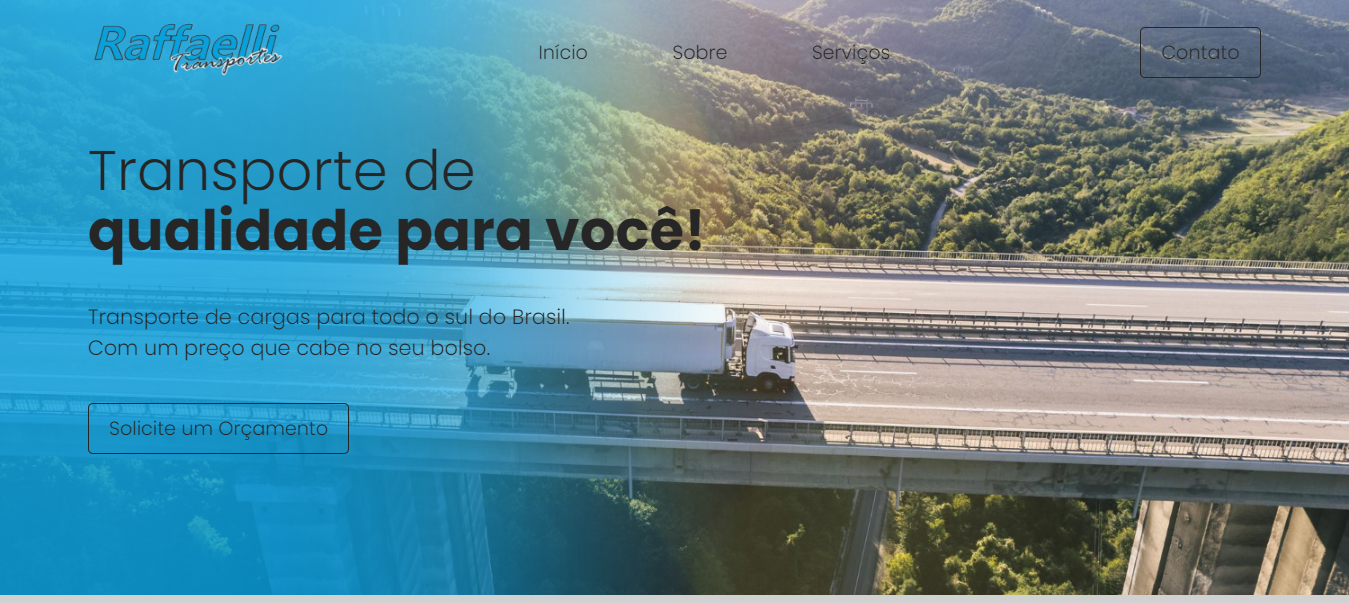 Raffaelli
Transportes
Início
Sobre
Serviços
Contato
Transporte de
qualidade para você!
Transporte de cargas para todo o sul do Brasil.
Com um preço que cabe no seu bolso.
Solicite um Orçamento